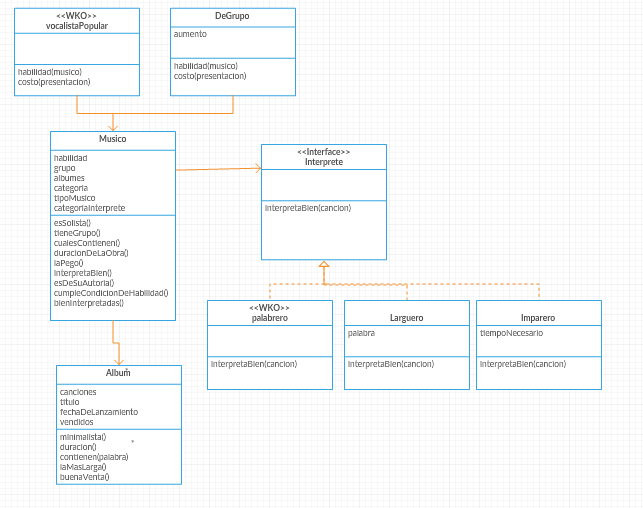 <<WKO>>
vocalistaPopular
habilidad(musico)
costo(presentacion)
DeGrupo
aumento
habilidad(musico)
costo(presentacion)
Musico
habilidad
grupo
albumes
categoria
tipoMusico
categoriaInterprete
esSolista()
tieneGrupo()
cualesContienen()
duracionDeLaObra()
laPego()
InterpretaBien()
esDeSuAutoria()
cumpleCondicionDeHabilidad()
bienInterpretadas()
<<Interface>>
Interprete
InterpretaBien(cancion)
<<WKO>>
palabrero
InterpretaBien(cancion)
Larguero
palabra
InterpretaBien(cancion)
Imparero
tiempoNecesario
InterpretaBien(cancion)
Album
canciones
titulo
fechaDeLanzamiento
vendidos
minimalista()
duracion()
contienen(palabra)
laMasLarga()
buenaVenta()